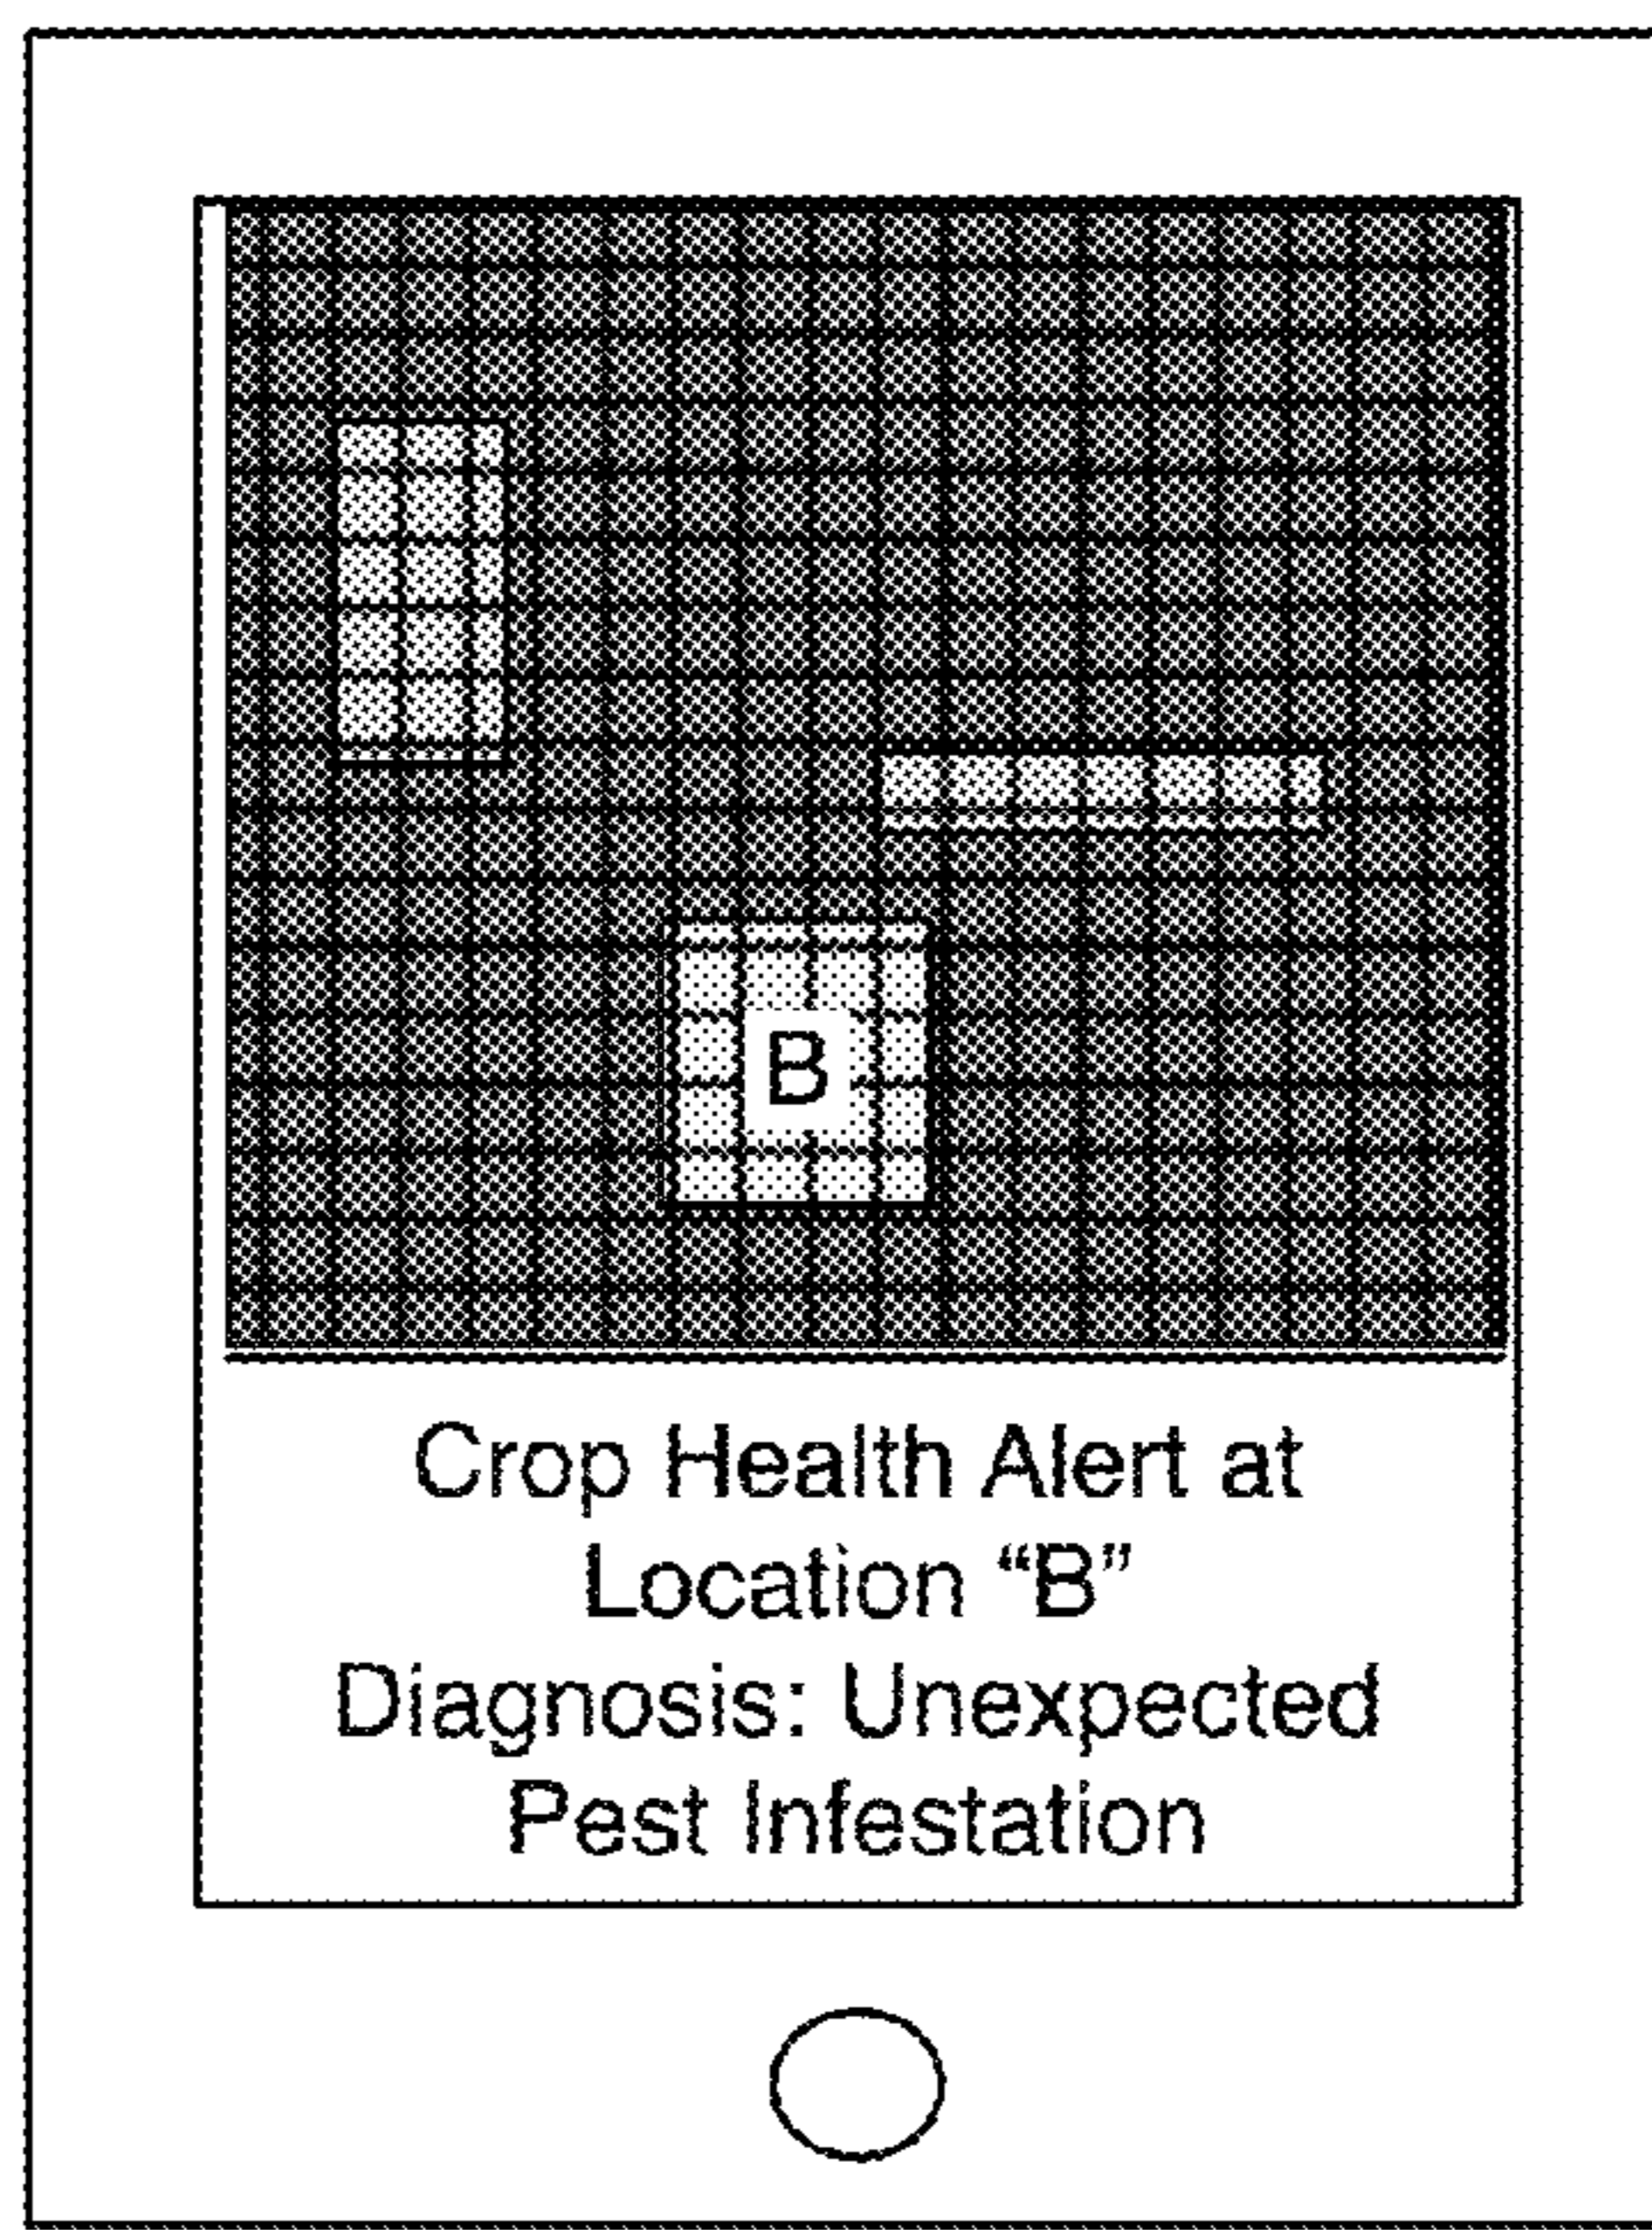 B
Crop Health Alert at
Location “B”
Diagnosis: Unexpected
Pest Infestation